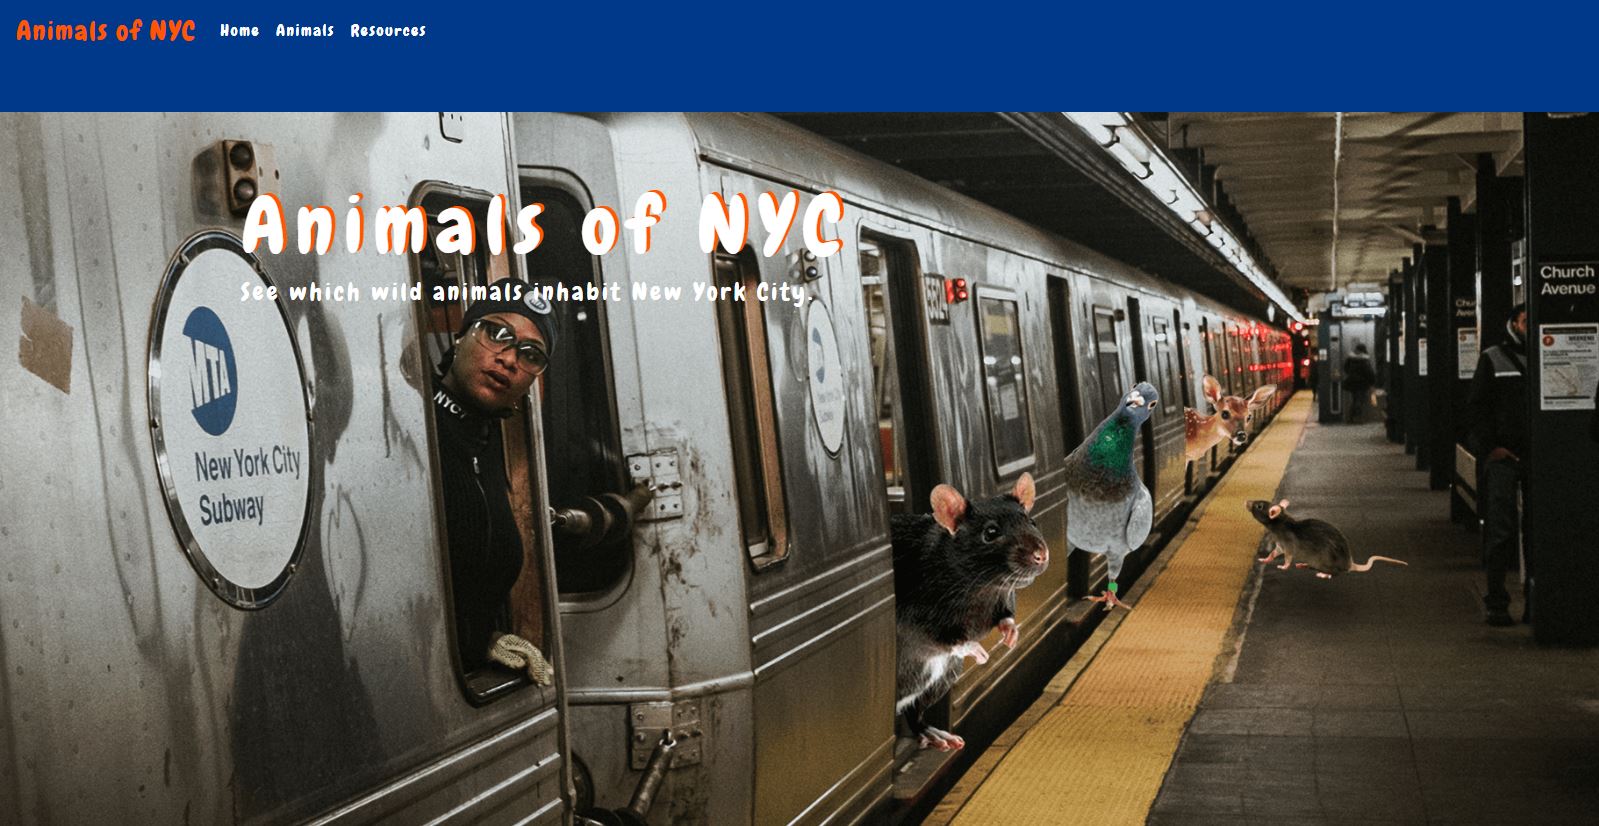 Animals of NYC
Home Animals Resources
Animals of NYC
See which wild animals inhabit New York City.
Church
Avenue
MTA
NYC
New York City
Subway